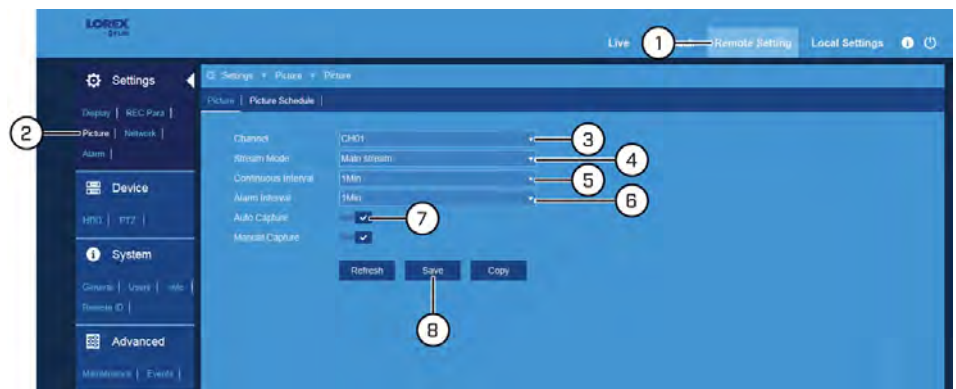 LOREX
Live 1 Remote Setting Local Settings
Settings Settings Picture Picture
Picture Picture Schedule
Display REC Para
2 Picture Network
Alarm
Channel CH01 3
Stream Mode Main stream 4
Continuous Interval 1Min 5
Alarm Interval 1Min 6
Auto Capture 7
Manual Capture
Refresh Save Copy
8
Device
HDD PTZ
System
General Users Info
Remote ID
Advanced
Maintenance Events